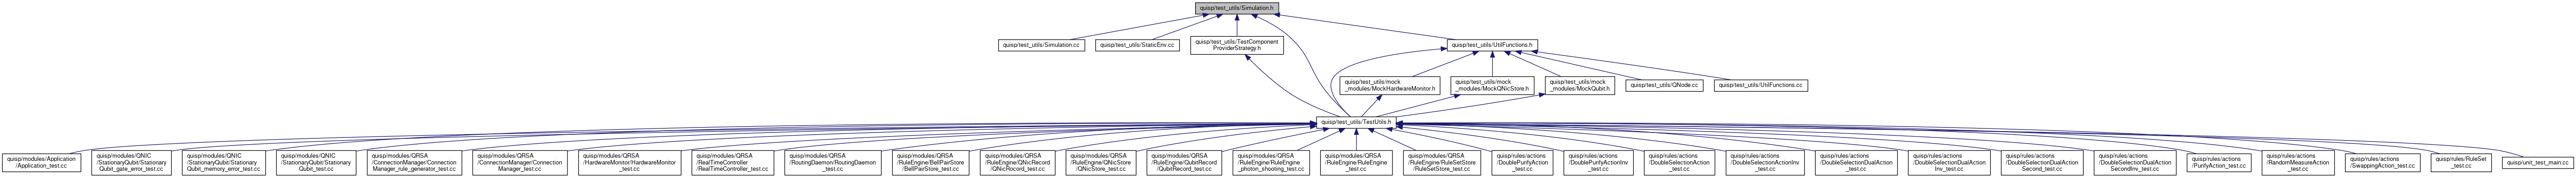 quisp/test_utils/Simulation.h
quisp/test_utils/Simulation.cc
quisp/test_utils/StaticEnv.cc
quisp/test_utils/TestComponent
ProviderStrategy.h
quisp/test_utils/UtilFunctions.h
quisp/test_utils/mock
_modules/MockHardwareMonitor.h
quisp/test_utils/mock
_modules/MockQNicStore.h
quisp/test_utils/mock
_modules/MockQubit.h
quisp/test_utils/QNode.cc
quisp/test_utils/UtilFunctions.cc
quisp/test_utils/TestUtils.h
quisp/modules/Application
/Application_test.cc
quisp/modules/QNIC
/StationaryQubit/Stationary
Qubit_gate_error_test.cc
quisp/modules/QNIC
/StationaryQubit/Stationary
Qubit_memory_error_test.cc
quisp/modules/QNIC
/StationaryQubit/Stationary
Qubit_test.cc
quisp/modules/QRSA
/ConnectionManager/Connection
Manager_rule_generator_test.cc
quisp/modules/QRSA
/ConnectionManager/Connection
Manager_test.cc
quisp/modules/QRSA
/HardwareMonitor/HardwareMonitor
_test.cc
quisp/modules/QRSA
/RealTimeController
/RealTimeController_test.cc
quisp/modules/QRSA
/RoutingDaemon/RoutingDaemon
_test.cc
quisp/modules/QRSA
/RuleEngine/BellPairStore
/BellPairStore_test.cc
quisp/modules/QRSA
/RuleEngine/QNicRecord
/QNicRocord_test.cc
quisp/modules/QRSA
/RuleEngine/QNicStore
/QNicStore_test.cc
quisp/modules/QRSA
/RuleEngine/QubitRecord
/QubitRecord_test.cc
quisp/modules/QRSA
/RuleEngine/RuleEngine
_photon_shooting_test.cc
quisp/modules/QRSA
/RuleEngine/RuleEngine
_test.cc
quisp/modules/QRSA
/RuleEngine/RuleSetStore
/RuleSetStore_test.cc
quisp/rules/actions
/DoublePurifyAction
_test.cc
quisp/rules/actions
/DoublePurifyActionInv
_test.cc
quisp/rules/actions
/DoubleSelectionAction
_test.cc
quisp/rules/actions
/DoubleSelectionActionInv
_test.cc
quisp/rules/actions
/DoubleSelectionDualAction
_test.cc
quisp/rules/actions
/DoubleSelectionDualAction
Inv_test.cc
quisp/rules/actions
/DoubleSelectionDualAction
Second_test.cc
quisp/rules/actions
/DoubleSelectionDualAction
SecondInv_test.cc
quisp/rules/actions
/PurifyAction_test.cc
quisp/rules/actions
/RandomMeasureAction
_test.cc
quisp/rules/actions
/SwappingAction_test.cc
quisp/rules/RuleSet
_test.cc
quisp/unit_test_main.cc